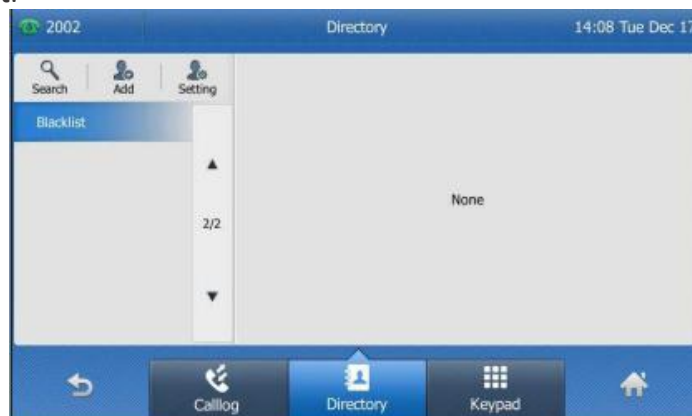 2002 Directory 14:08 Tue Dec 17
Search Add Setting
Blacklist
None
2/2
Calllog Directory Keypad